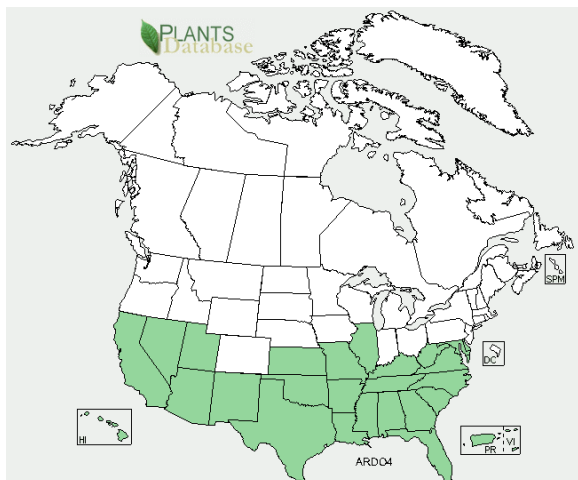 PLANTS
Database
SPM
DC
HI
PR
VI
ARDO4